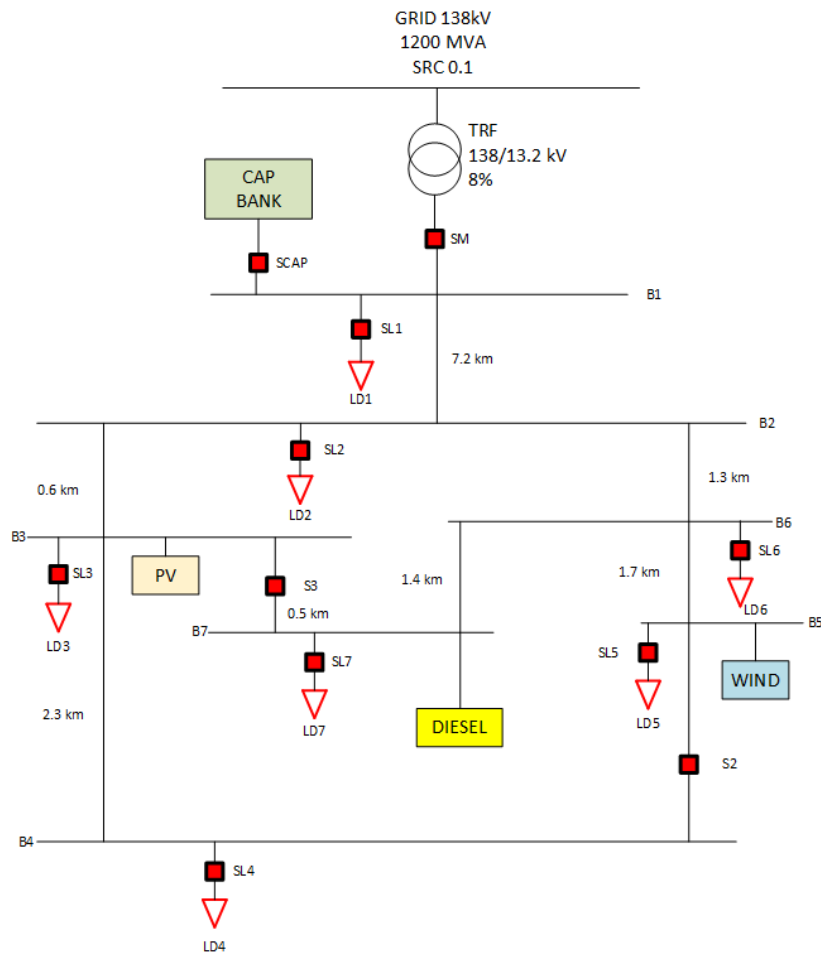 GRID 138kV
1200 MVA
SRC 0.1
TRF
138/13.2 kV
8%
CAP
BANK
SM
SCAP
B1
SL1
7.2 km
LD1
B2
SL2
0.6 km
1.3 km
LD2
B3
B6
SL3
PV
S3
1.4 km
1.7 km
SL6
0.5 km
LD6
B7
B5
LD3
SL7
SL5
WIND
2.3 km
LD7
DIESEL
LD5
S2
B4
SL4
LD4